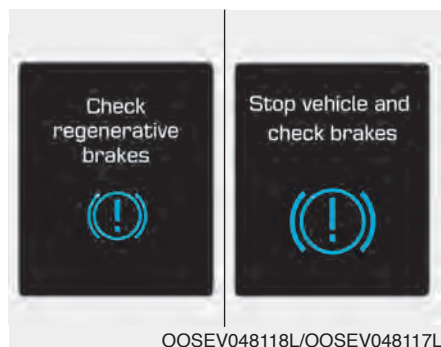 Check
regenerative
brakes
Stop vehicle and
check brakes
OOSEV048118L/OOSEV048117L